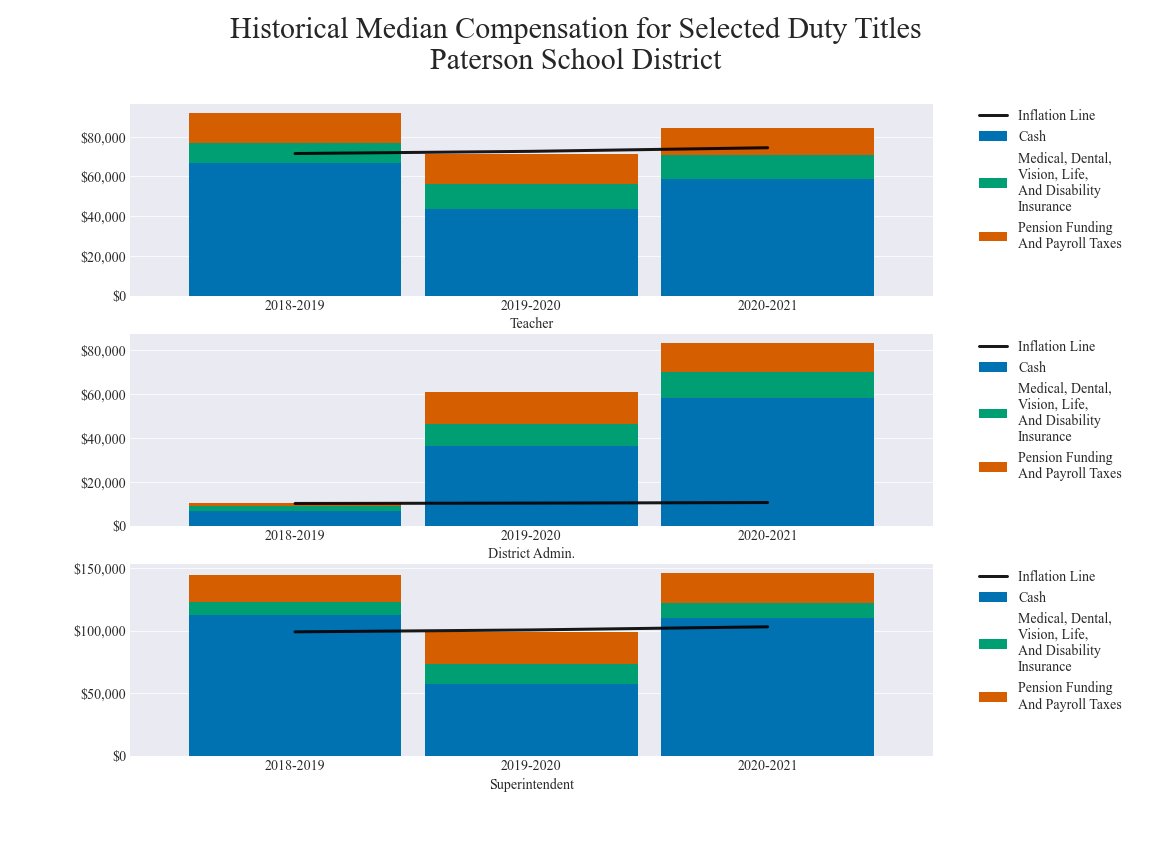 Historical Median Compensation for Selected Duty Titles
Paterson School District
$80,000
$60,000
$40,000
$20,000
$0
2018-2019
2019-2020
2020-2021
Teacher
Inflation Line
Cash
Medical, Dental,
Vision, Life,
And Disability
Insurance
Pension Funding
And Payroll Taxes
$80,000
$60,000
$40,000
$20,000
$0
2018-2019
2019-2020
2020-2021
District Admin.
Inflation Line
Cash
Medical, Dental,
Vision, Life,
And Disability
Insurance
Pension Funding
And Payroll Taxes
$150,000
$100,000
$50,000
$0
2018-2019
2019-2020
2020-2021
Superintendent
Inflation Line
Cash
Medical, Dental,
Vision, Life,
And Disability
Insurance
Pension Funding
And Payroll Taxes